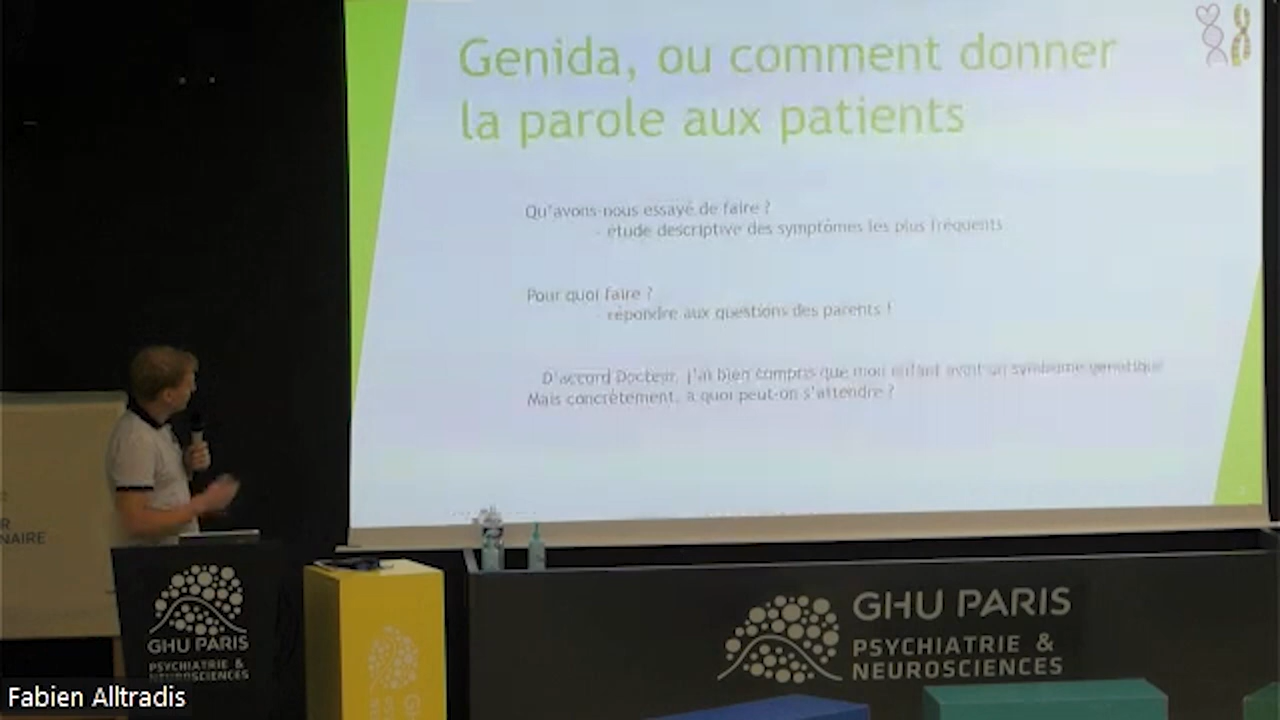 Genida, ou comment donner
la parole aux patients
Qu'avons-nous essayé de faire ?
- étude descriptive des symptômes les plus fréquents
Pour quoi faire ?
- répondre aux questions des parents !
D'accord Docteur, j'ai bien compris que mon enfant avait un syndrome génétique
Mais concrètement, à quoi peut-on s'attendre ?
R
NAIRE
GHU PARIS
PSYCHIATRIE &
NEUROSCIENCES
GHU PARIS
PSYCHIATRIE &
NEUROSCIENCES
Fabien Alltradis